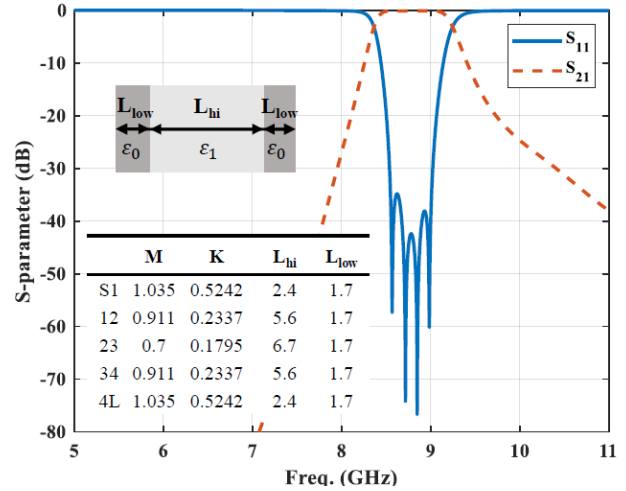 0
-10
-20
-30
-40
-50
-60
-70
-80
S-parameter (dB)
5 6 7 8 9 10 11
Freq. (GHz)
S11
S21
Llow Lhi Llow
ε0 ε1 ε0
M K Lhi Llow
S1 1.035 0.5242 2.4 1.7
12 0.911 0.2337 5.6 1.7
23 0.7 0.1795 6.7 1.7
34 0.911 0.2337 5.6 1.7
4L 1.035 0.5242 2.4 1.7